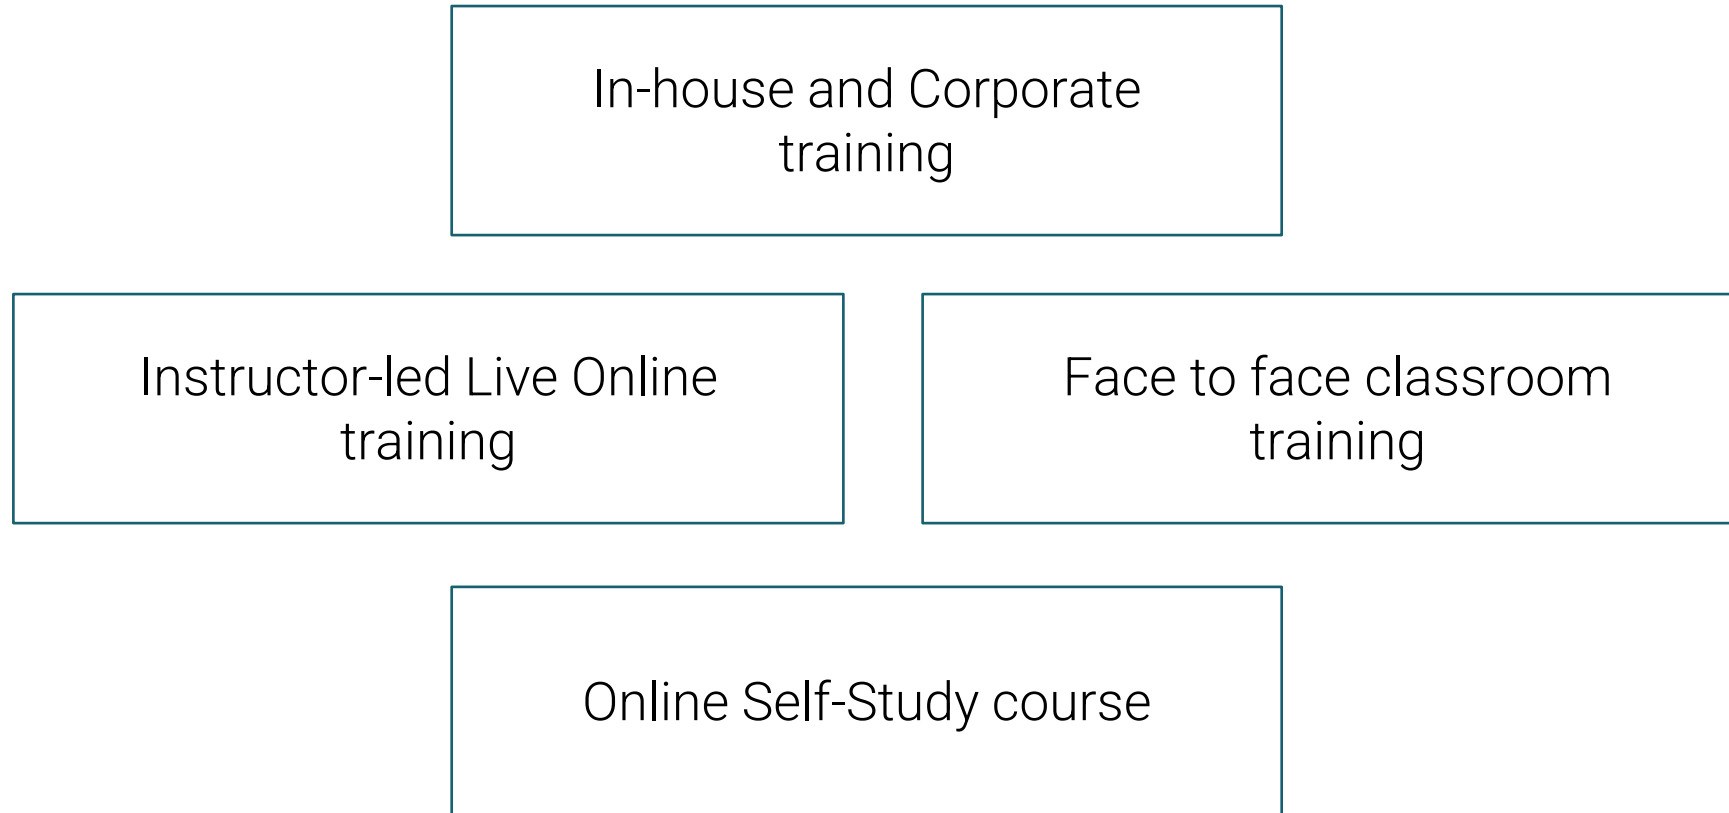 In-house and Corporate
training
Instructor-led Live Online
training
Face to face classroom
training
Online Self-Study course